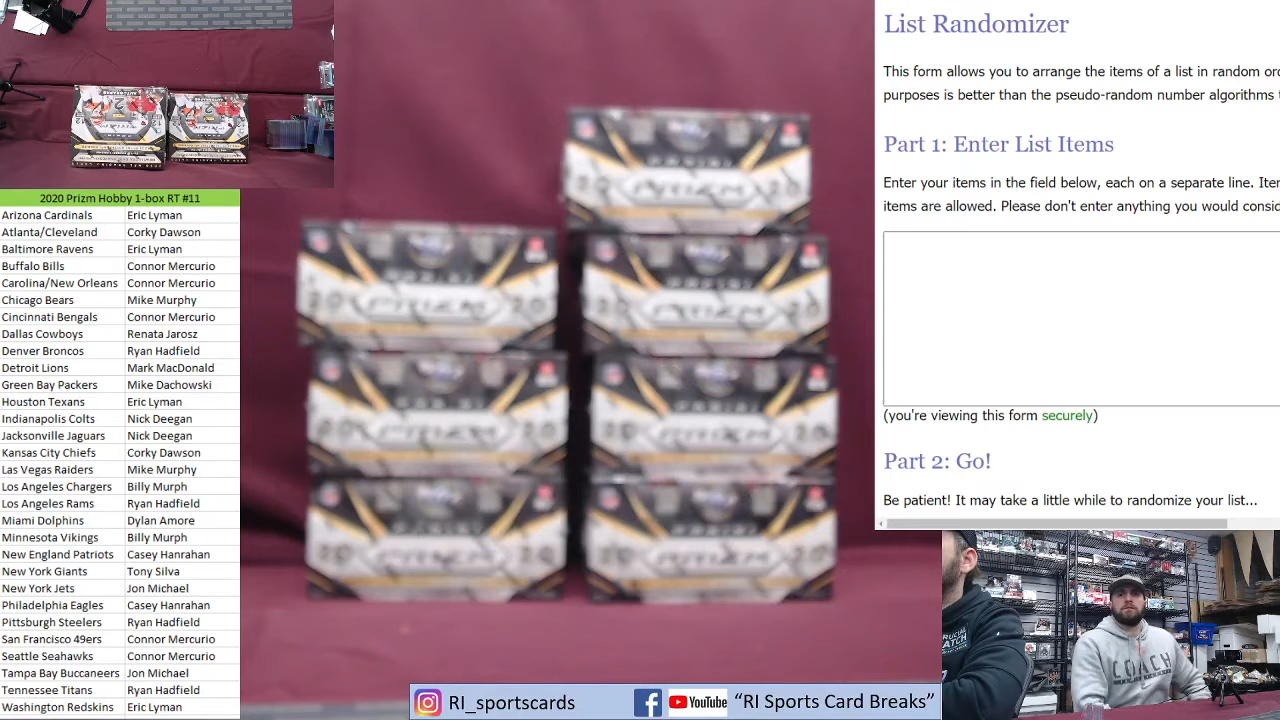 List Randomizer
This form allows you to arrange the items of a list in random or
purposes is better than the pseudo-random number algorithms
Part 1: Enter List Items
Enter your items in the field below, each on a separate line.
items are allowed. Please don't enter anything you would
(you're viewing this form securely)
Part 2: Go!
Be patient! It may take a little while to randomize your list...
2020 Prizm Hobby 1-box RT #11
Arizona Cardinals Eric Lyman
Atlanta/Cleveland Corky Dawson
Baltimore Ravens Eric Lyman
Buffalo Bills Connor Mercurio
Carolina/New Orleans Connor Mercurio
Chicago Bears Mike Murphy
Cincinnati Bengals Connor Mercurio
Dallas Cowboys Renata Jarosz
Denver Broncos Ryan Hadfield
Detroit Lions Mark MacDonald
Green Bay Packers Mike Dachowski
Houston Texans Eric Lyman
Indianapolis Colts Nick Deegan
Jacksonville Jaguars Nick Deegan
Kansas City Chiefs Corky Dawson
Las Vegas Raiders Mike Murphy
Los Angeles Chargers Billy Murph
Los Angeles Rams Ryan Hadfield
Miami Dolphins Dylan Amore
Minnesota Vikings Billy Murph
New England Patriots Casey Hanrahan
New York Giants Tony Silva
New York Jets Jon Michael
Philadelphia Eagles Casey Hanrahan
Pittsburgh Steelers Ryan Hadfield
San Francisco 49ers Connor Mercurio
Seattle Seahawks Connor Mercurio
Tampa Bay Buccaneers Jon Michael
Tennessee Titans Ryan Hadfield
Washington Redskins Eric Lyman
PRIZM
PRIZM
PRIZM
PRIZM
PRIZM
PRIZM
PRIZM
COACH
RI_sportscards
YouTube
“RI Sports Card Breaks”